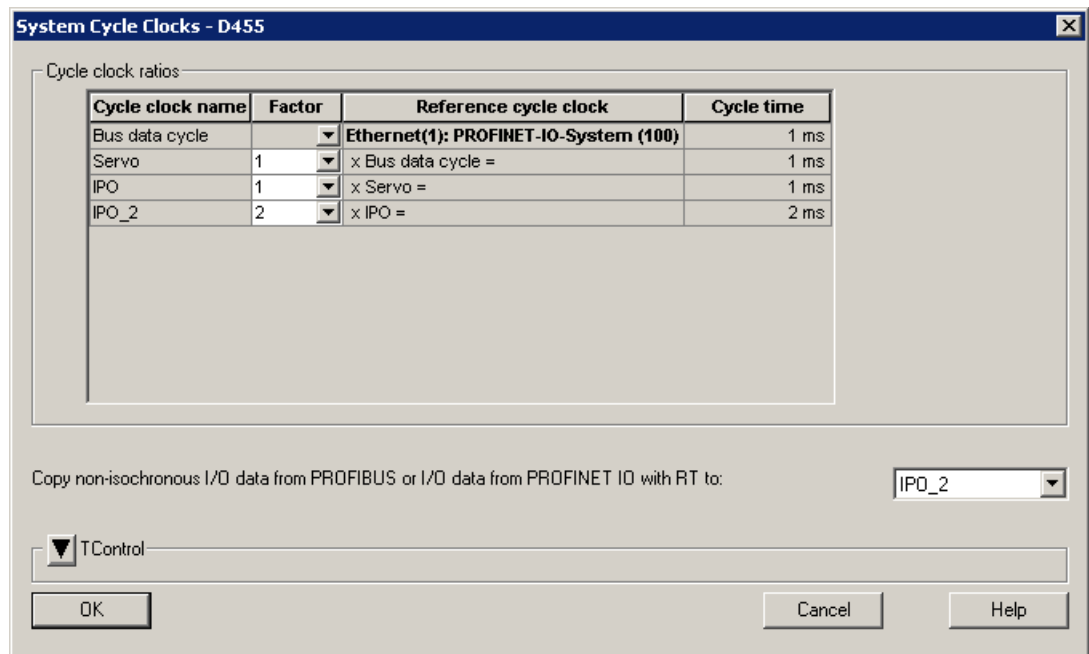 System Cycle Clocks - D455
Cycle clock ratios
Cycle clock name Factor Reference cycle clock Cycle time
Bus data cycle Ethernet(1): PROFINET-IO-System (100) 1 ms
Servo 1 x Bus data cycle = 1 ms
IPO 1 x Servo = 1 ms
IPO_2 2 x IPO = 2 ms
Copy non-isochronous I/O data from PROFIBUS or I/O data from PROFINET IO with RT to: IPO_2
TControl
OK Cancel Help